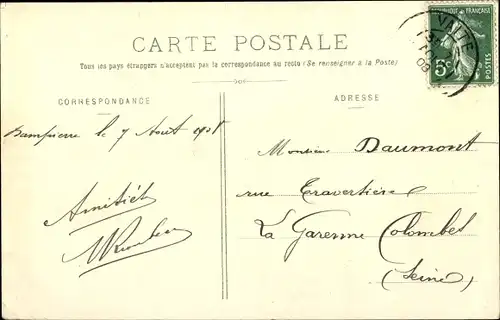 CARTE POSTALE
Tous les pays étrangers n'acceptent pas la correspondance au recto (Se renseigner à la Poste)
CORRESPONDANCE
ADRESSE
le 7 Août 1908
Amitiés
Monsieur Daumont
rue Traversière
La Garenne Colombes
(Seine)
REPUBLIQUE FRANÇAISE
5c
POSTES